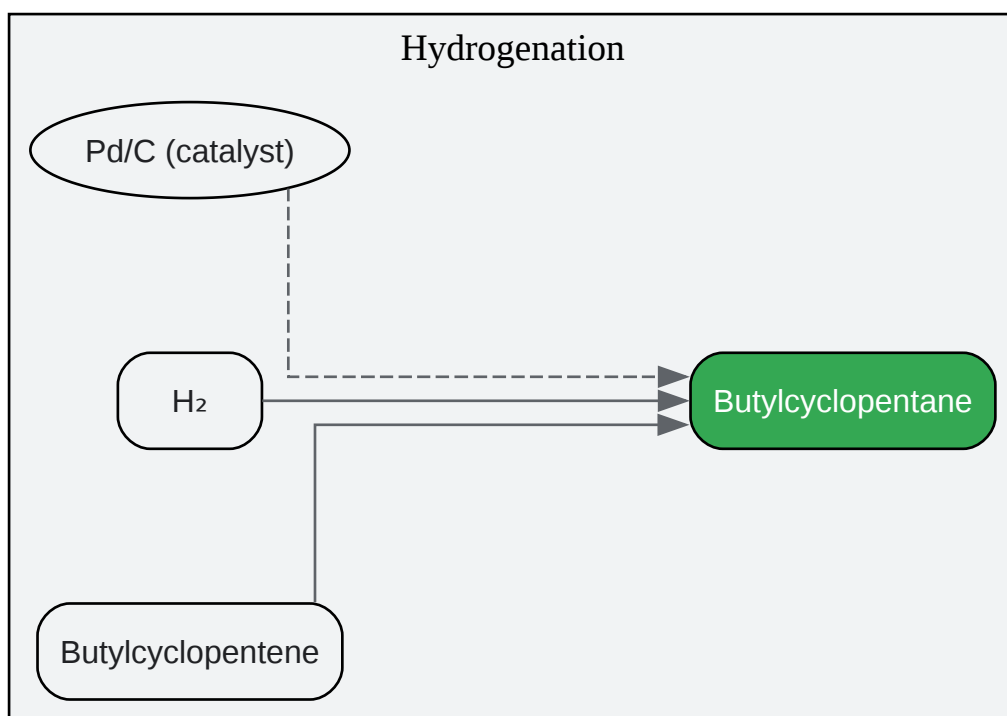 Hydrogenation
Pd/C (catalyst)
H₂
Butylcyclopentane
Butylcyclopentene